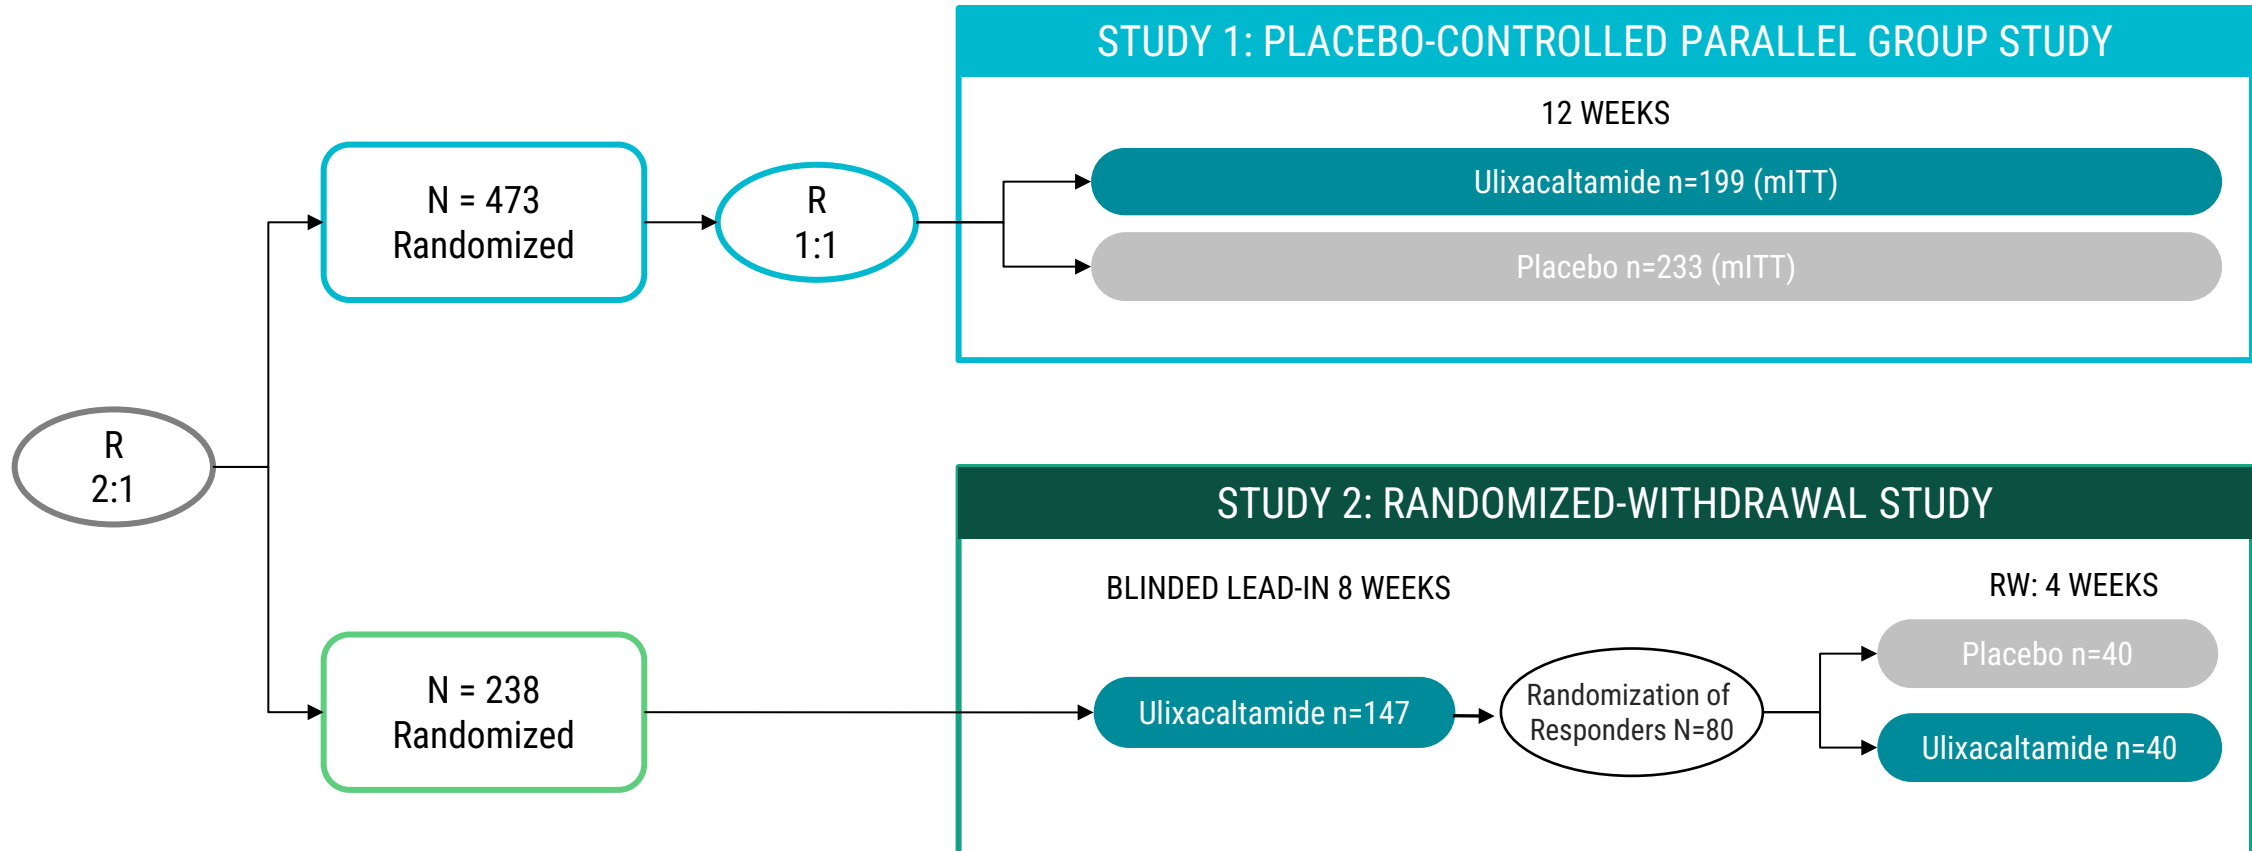 STUDY 1: PLACEBO-CONTROLLED PARALLEL GROUP STUDY
12 WEEKS
N = 473
Randomized
R
1:1
Ulixacaltamide n=199 (mITT)
Placebo n=233 (mITT)
R
2:1
STUDY 2: RANDOMIZED-WITHDRAWAL STUDY
BLINDED LEAD-IN 8 WEEKS
RW: 4 WEEKS
N = 238
Randomized
Ulixacaltamide n=147
Randomization of
Responders N=80
Placebo n=40
Ulixacaltamide n=40